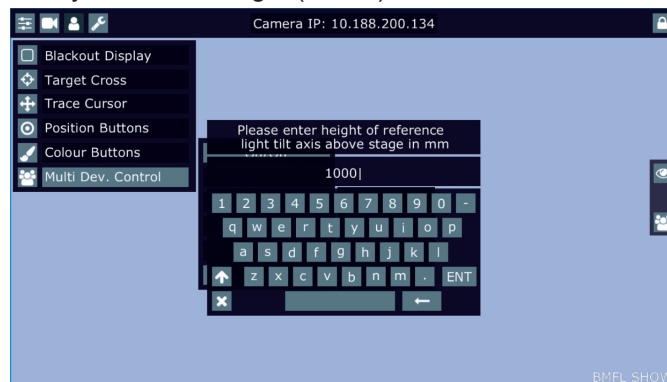 Camera IP: 10.188.200.134
Blackout Display
Target Cross
Trace Cursor
Position Buttons
Colour Buttons
Multi Dev. Control
Please enter height of reference
light tilt axis above stage in mm
1000|
1 2 3 4 5 6 7 8 9 0 -
q w e r t y u i o p
a s d f g h j k l
z x c v b n m . ENT
BMFL SHOW